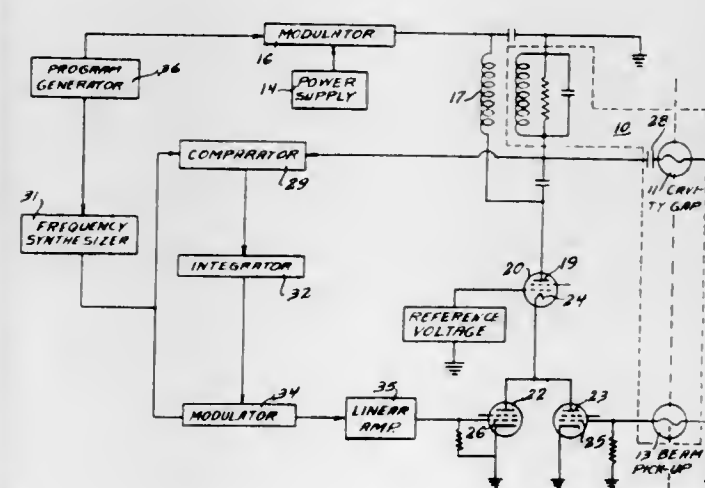 MODULATOR
16
PROGRAM
GENERATOR
36
14
POWER
SUPPLY
17
10
28
COMPARATOR
29
11 CAVI-
TY GAP
31
FREQUENCY
SYNTHESIZER
INTEGRATOR
32
20
19
24
REFERENCE
VOLTAGE
34
MODULATOR
35
LINEAR
AMP.
22
26
23
25
13 BEAM
PICK-UP